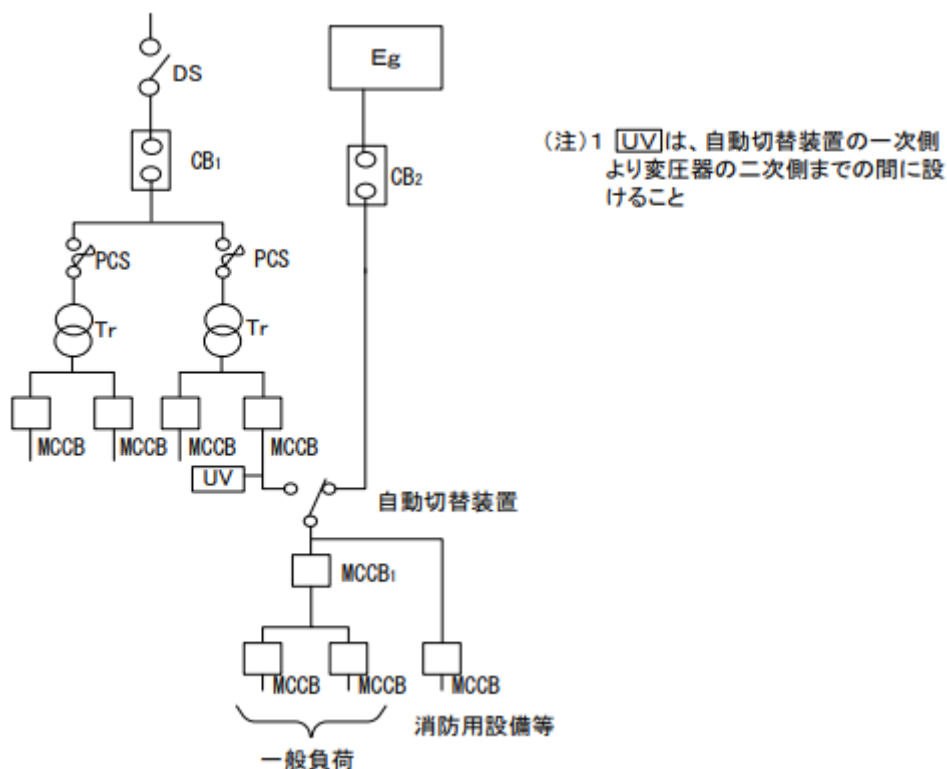 Eg
DS
CB1
CB2
(注)1 UVは、自動切替装置の一次側
より変圧器の二次側までの間に設
けること
PCS
PCS
Tr
Tr
MCCB
MCCB
MCCB
MCCB
UV
自動切替装置
MCCB1
MCCB
MCCB
MCCB
消防用設備等
一般負荷